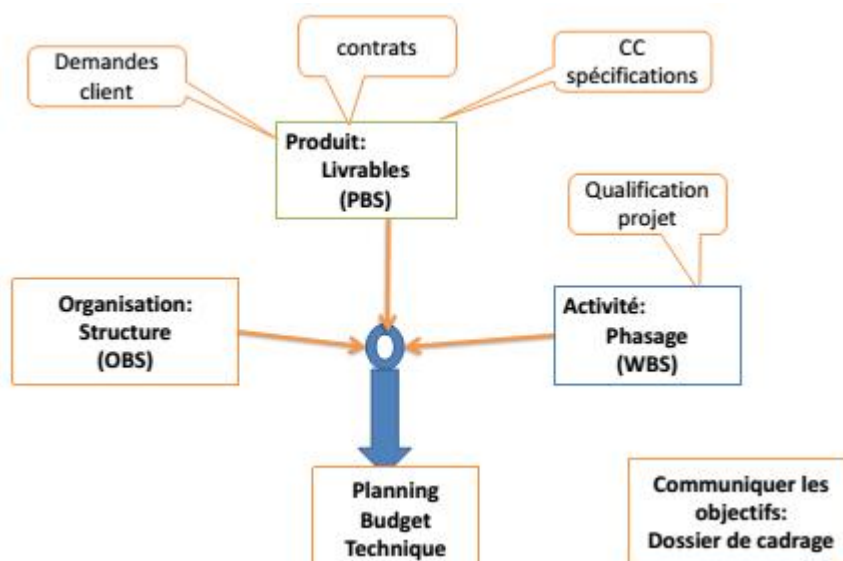 Demandes
client
contrats
CC
spécifications
Produit:
Livrables
(PBS)
Qualification
projet
Organisation:
Structure
(OBS)
Activité:
Phasage
(WBS)
Planning
Budget
Technique
Communiquer les
objectifs:
Dossier de cadrage